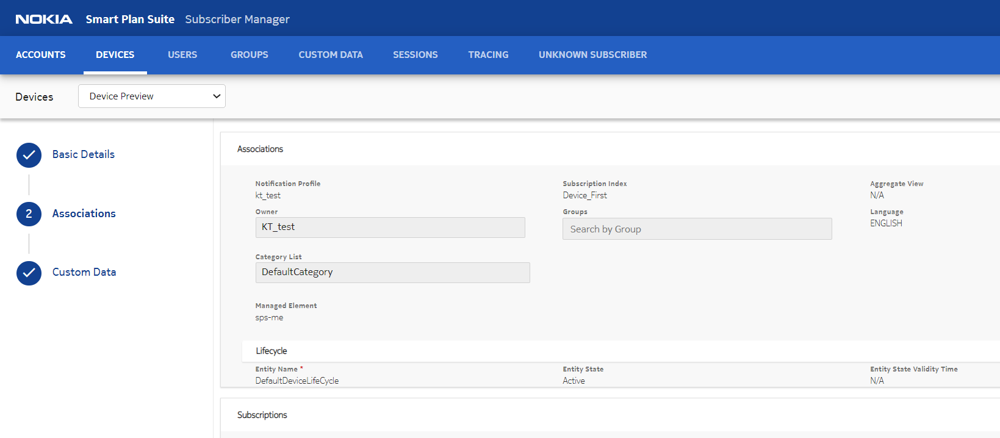 NOKIA Smart Plan Suite Subscriber Manager
ACCOUNTS DEVICES USERS GROUPS CUSTOM DATA SESSIONS TRACING UNKNOWN SUBSCRIBER
Devices Device Preview
Basic Details
2 Associations
Custom Data
Associations
Notification Profile Subscription Index Aggregate View
kt_test Device_First N/A
Owner Groups Language
KT_test Search by Group ENGLISH
Category List
DefaultCategory
Managed Element
sps-me
Lifecycle
Entity Name * Entity State Entity State Validity Time
DefaultDeviceLifeCycle Active N/A
Subscriptions